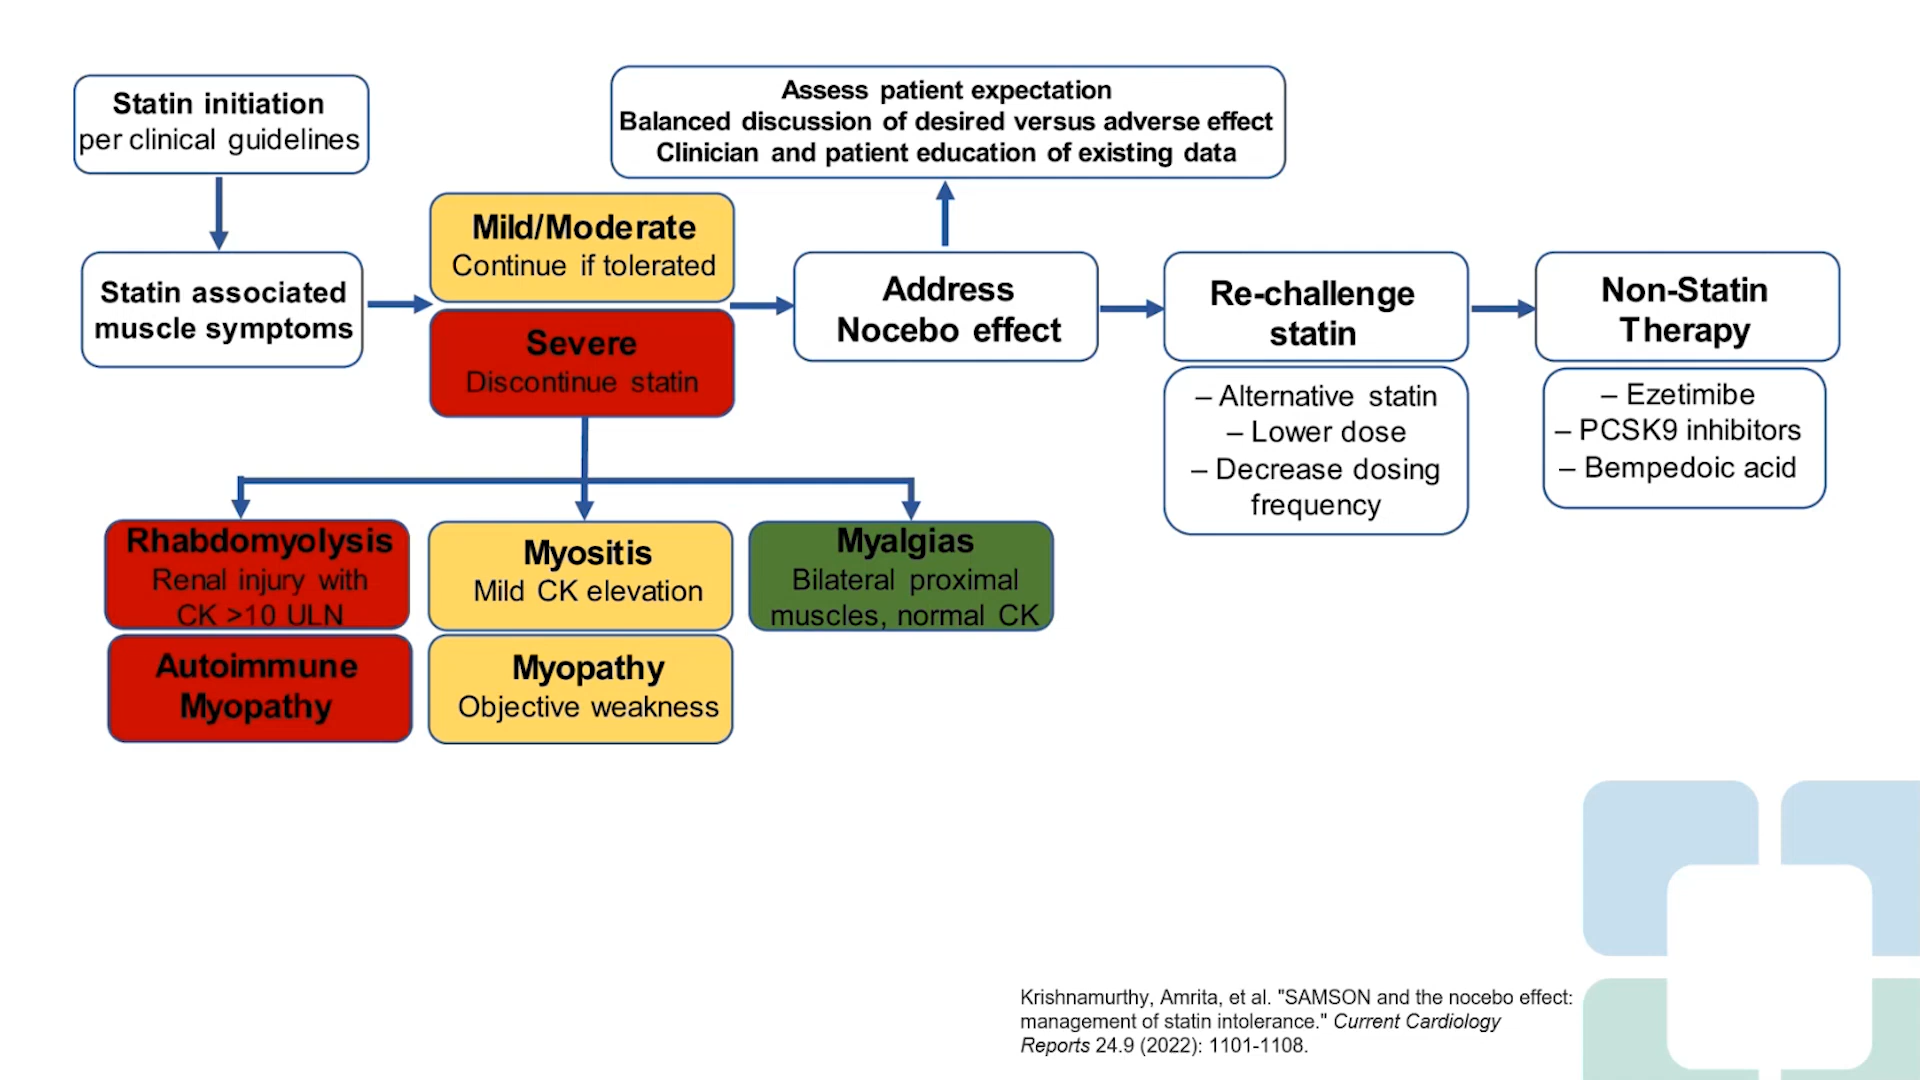 Statin initiation
per clinical guidelines
Assess patient expectation
Balanced discussion of desired versus adverse effect
Clinician and patient education of existing data
Statin associated
muscle symptoms
Mild/Moderate
Continue if tolerated
Severe
Discontinue statin
Address
Nocebo effect
Re-challenge
statin
– Alternative statin
– Lower dose
– Decrease dosing
frequency
Non-Statin
Therapy
– Ezetimibe
– PCSK9 inhibitors
– Bempedoic acid
Rhabdomyolysis
Renal injury with
CK >10 ULN
Autoimmune
Myopathy
Myositis
Mild CK elevation
Myopathy
Objective weakness
Myalgias
Bilateral proximal
muscles, normal CK
Krishnamurthy, Amrita, et al. "SAMSON and the nocebo effect:
management of statin intolerance." Current Cardiology
Reports 24.9 (2022): 1101-1108.